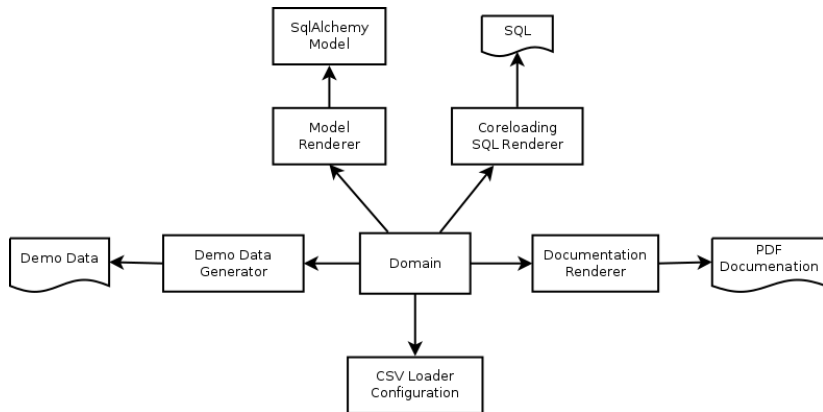 SqlAlchemy
Model
SQL
Model
Renderer
Coreloading
SQL Renderer
Demo Data
Demo Data
Generator
Domain
Documentation
Renderer
PDF
Documenation
CSV Loader
Configuration